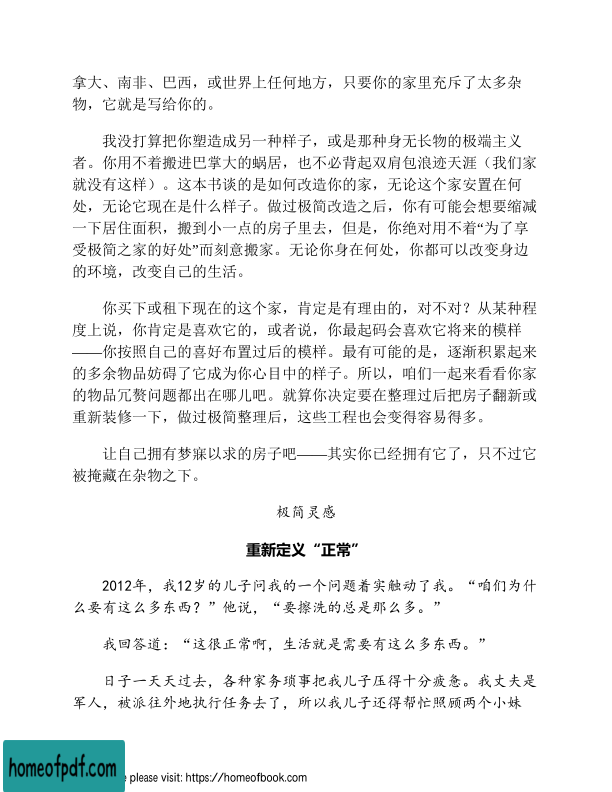 拿大、南非、巴西，或世界上任何地方，只要你的家里充斥了太多杂
物，它就是写给你的。
我没打算把你塑造成另一种样子，或是那种身无长物的极端主义
者。你用不着搬进巴掌大的蜗居，也不必背起双肩包浪迹天涯（我们家
就没有这样）。这本书谈的是如何改造你的家，无论这个家安置在何
处，无论它现在是什么样子。做过极简改造之后，你有可能会想要缩减
一下居住面积，搬到小一点的房子里去，但是，你绝对用不着“为了享
受极简之家的好处”而刻意搬家。无论你身在何处，你都可以改变身边
的环境，改变自己的生活。
你买下或租下现在的这个家，肯定是有理由的，对不对？从某种程
度上说，你肯定是喜欢它的，或者说，你最起码会喜欢它将来的模样
——你按照自己的喜好布置过后的模样。最有可能的是，逐渐积累起来
的多余物品妨碍了它成为你心目中的样子。所以，咱们一起来看看你家
的物品冗赘问题都出在哪儿吧。就算你决定要在整理过后把房子翻新或
重新装修一下，做过极简整理后，这些工程也会变得容易得多。
让自己拥有梦寐以求的房子吧——其实你已经拥有它了，只不过它
被掩藏在杂物之下。
极简灵感
重新定义“正常”
2012年，我12岁的儿子问我的一个问题着实触动了我。“咱们为什
么要有这么多东西？”他说，“要擦洗的总是那么多。”
我回答道：“这很正常啊，生活就是需要有这么多东西。”
日子一天天过去，各种家务琐事把我儿子压得十分疲惫。我丈夫是
军人，被派往外地执行任务去了，所以我儿子还得帮忙照顾两个小妹
homeofpdf.com
e please visit: https://homeofbook.com